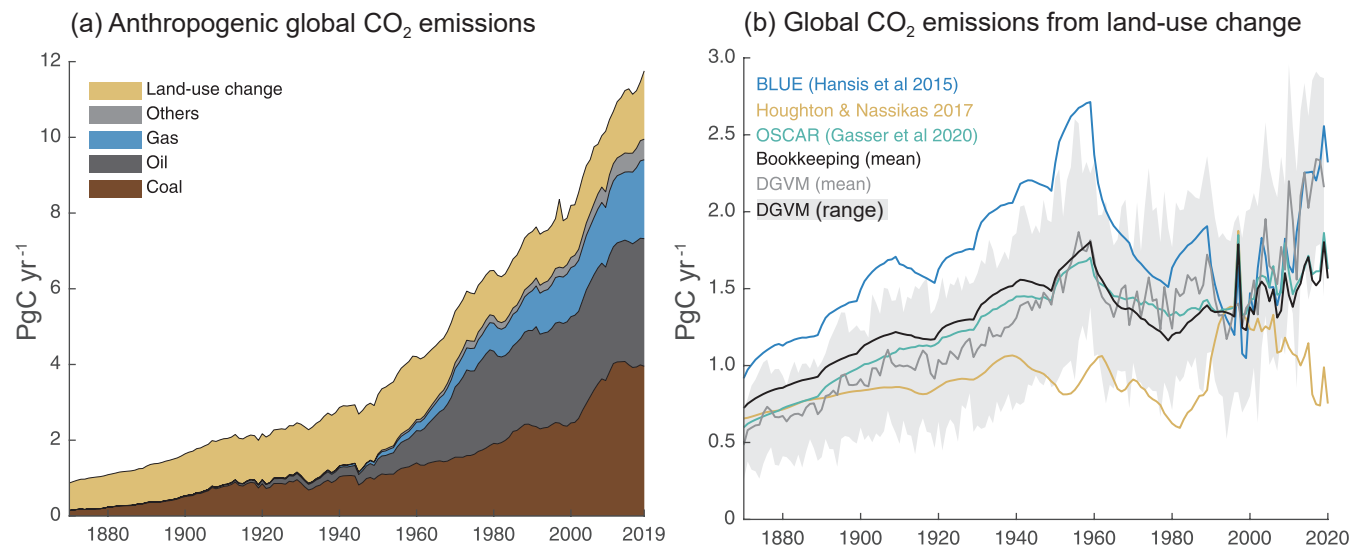 (a) Anthropogenic global CO₂ emissions
12
10
8
6
4
2
0
PgC yr⁻¹
Land-use change
Others
Gas
Oil
Coal
1880 1900 1920 1940 1960 1980 2000 2019
(b) Global CO₂ emissions from land-use change
3.0
2.5
2.0
1.5
1.0
0.5
0
PgC yr⁻¹
BLUE (Hansis et al 2015)
Houghton & Nassikas 2017
OSCAR (Gasser et al 2020)
Bookkeeping (mean)
DGVM (mean)
DGVM (range)
1880 1900 1920 1940 1960 1980 2000 2020